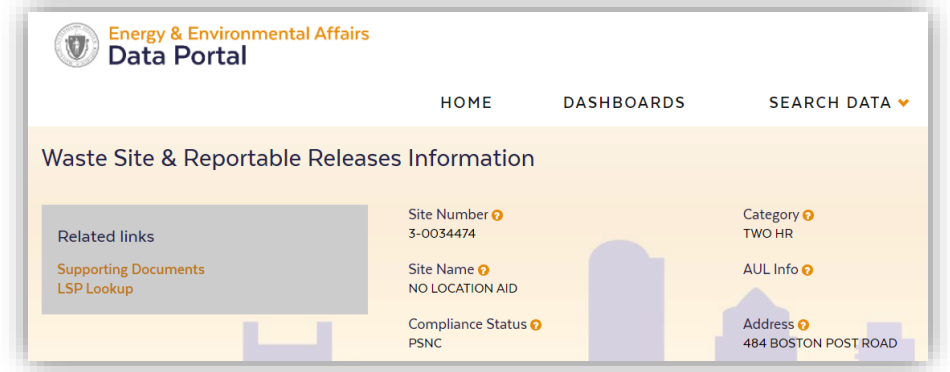 Energy & Environmental Affairs
Data Portal
HOME DASHBOARDS SEARCH DATA
Waste Site & Reportable Releases Information
Related links
Supporting Documents
LSP Lookup
Site Number ?
3-0034474
Site Name ?
NO LOCATION AID
Compliance Status ?
PSNC
Category ?
TWO HR
AUL Info ?
Address ?
484 BOSTON POST ROAD